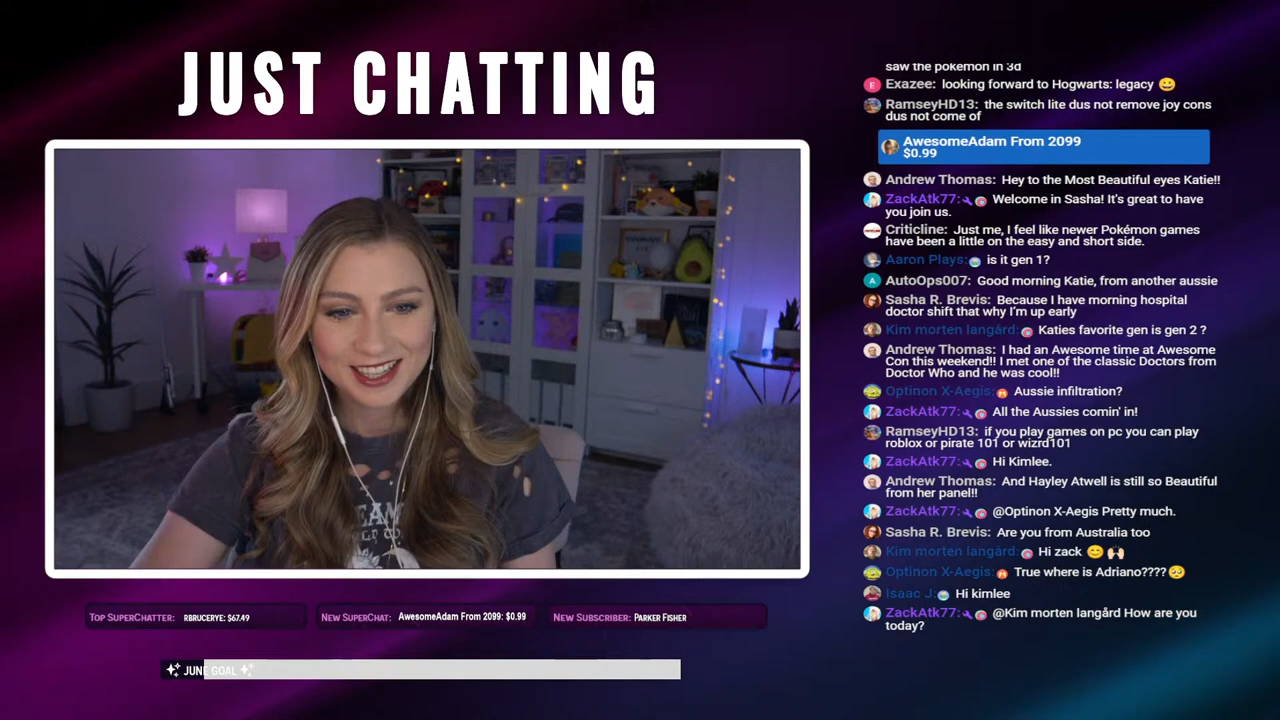 JUST CHATTING
saw the pokemon in 3d
Exazee: looking forward to Hogwarts: legacy 😀
RamseyHD13: the switch lite dus not remove joy cons
dus not come of
AwesomeAdam From 2099
$0.99
Andrew Thomas: Hey to the Most Beautiful eyes Katie!!
ZackAtk77: Welcome in Sasha! It's great to have
you join us.
Criticline: Just me, I feel like newer Pokémon games
have been a little on the easy and short side.
Aaron Plays: is it gen 1?
AutoOps007: Good morning Katie, from another aussie
Sasha R. Brevis: Because I have morning hospital
doctor shift that why I'm up early
Kim morten langård: Katies favorite gen is gen 2 ?
Andrew Thomas: I had an Awesome time at Awesome
Con this weekend!! I met one of the classic Doctors from
Doctor Who and he was cool!!
Optinon X-Aegis: Aussie infiltration?
ZackAtk77: All the Aussies comin' in!
RamseyHD13: if you play games on pc you can play
roblox or pirate 101 or wizrd101
ZackAtk77: Hi Kimlee.
Andrew Thomas: And Hayley Atwell is still so Beautiful
from her panel!!
ZackAtk77: @Optinon X-Aegis Pretty much.
Sasha R. Brevis: Are you from Australia too
Kim morten langård: Hi zack 😊 🙌🏻
Optinon X-Aegis: True where is Adriano????🥺
Isaac J: Hi kimlee
ZackAtk77: @Kim morten langård How are you
today?
TOP SUPERCHATTER: RBRUCERYE: $67.49
NEW SUPERCHAT: AwesomeAdam From 2099: $0.99
NEW SUBSCRIBER: PARKER FISHER
✨ JUNE GOAL ✨